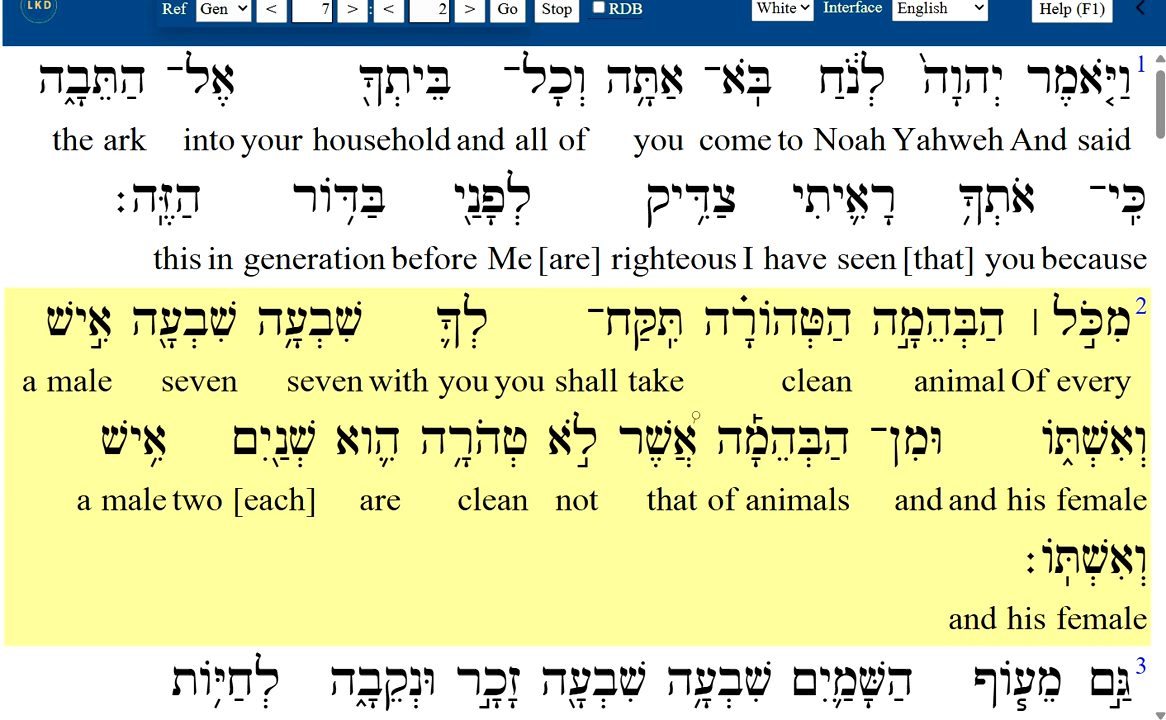 LKD Ref Gen < 7 > : < 2 > Go Stop RDB White Interface English Help (F1) <
1 וַיֹּ֤אמֶר יְהוָה֙ לְנֹ֔חַ בֹּֽא־ אַתָּ֥ה וְכָל־ בֵּיתְךָ֖ אֶל־ הַתֵּבָ֑ה
the ark into your household and all of you come to Noah Yahweh And said
כִּֽי־ אֹתְךָ֥ רָאִ֛יתִי צַדִּ֥יק לְפָנַ֖י בַּדּ֥וֹר הַזֶּֽה׃
this in generation before Me [are] righteous I have seen [that] you because
2 מִכֹּ֣ל ׀ הַבְּהֵמָ֣ה הַטְּהוֹרָ֗ה תִּֽקַּח־ לְךָ֛ שִׁבְעָ֥ה שִׁבְעָ֖ה אִ֣ישׁ
a male seven seven with you you shall take clean animal Of every
וְאִשְׁתּ֑וֹ וּמִן־ הַבְּהֵמָ֡ה אֲ֠שֶׁר לֹ֣א טְהֹרָ֥ה הִ֛וא שְׁנַ֖יִם אִ֥ישׁ
a male two [each] are clean not that of animals and and his female
וְאִשְׁתּֽוֹ׃
and his female
3 גַּ֣ם מֵע֧וֹף הַשָּׁמַ֛יִם שִׁבְעָ֥ה שִׁבְעָ֖ה זָכָ֣ר וּנְקֵבָ֑ה לְחַיּ֥וֹת